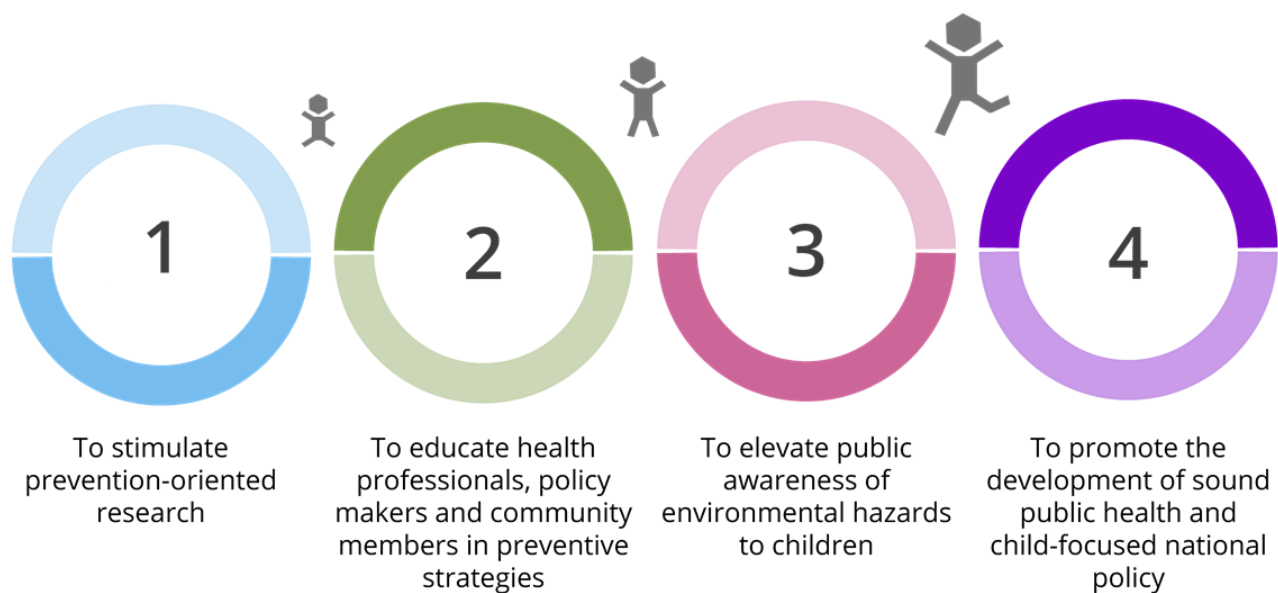 1
To stimulate
prevention-oriented
research
2
To educate health
professionals, policy
makers and community
members in preventive
strategies
3
To elevate public
awareness of
environmental hazards
to children
4
To promote the
development of sound
public health and
child-focused national
policy